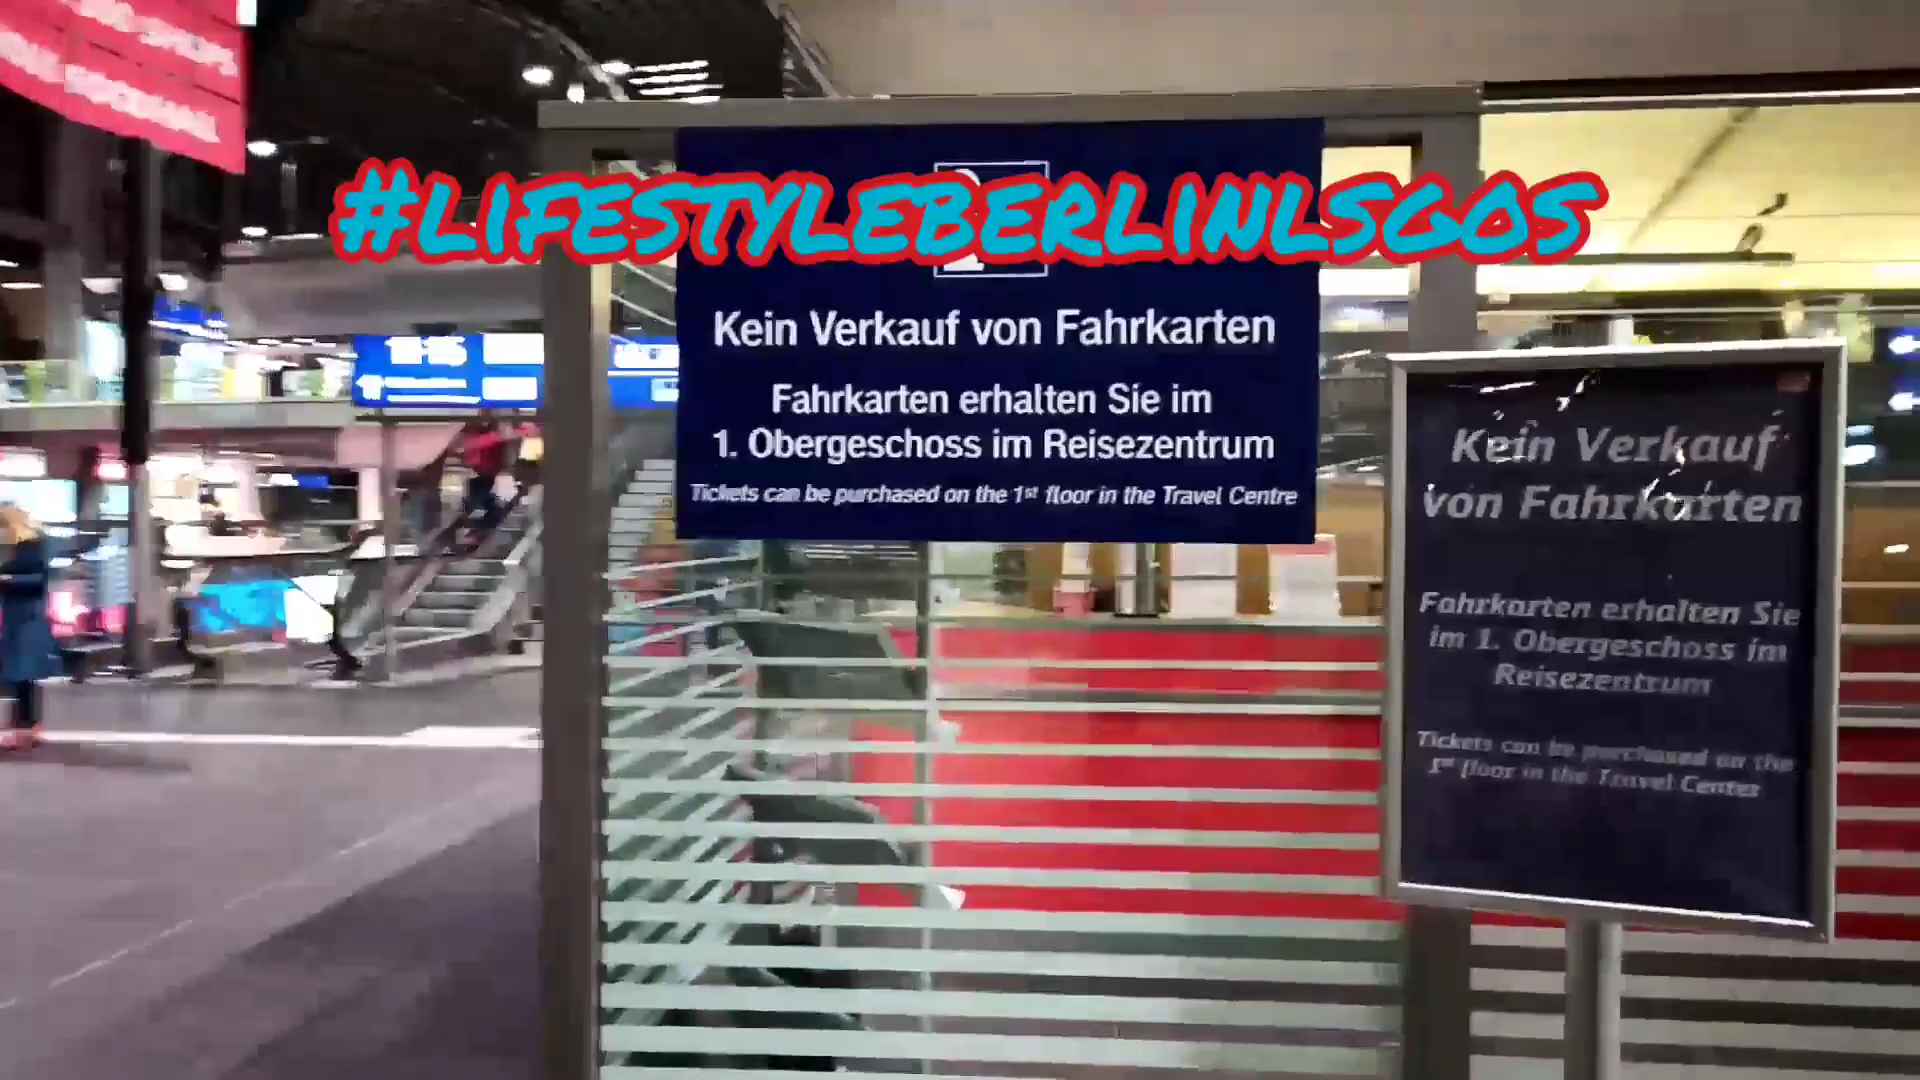 #LIFESTYLEBERLINLSGOS
Kein Verkauf von Fahrkarten
Fahrkarten erhalten Sie im
1. Obergeschoss im Reisezentrum
Tickets can be purchased on the 1st floor in the Travel Centre
Kein Verkauf
von Fahrkarten
Fahrkarten erhalten Sie
im 1. Obergeschoss im
Reisezentrum
Tickets can be purchased on the
1st floor in the Travel Center